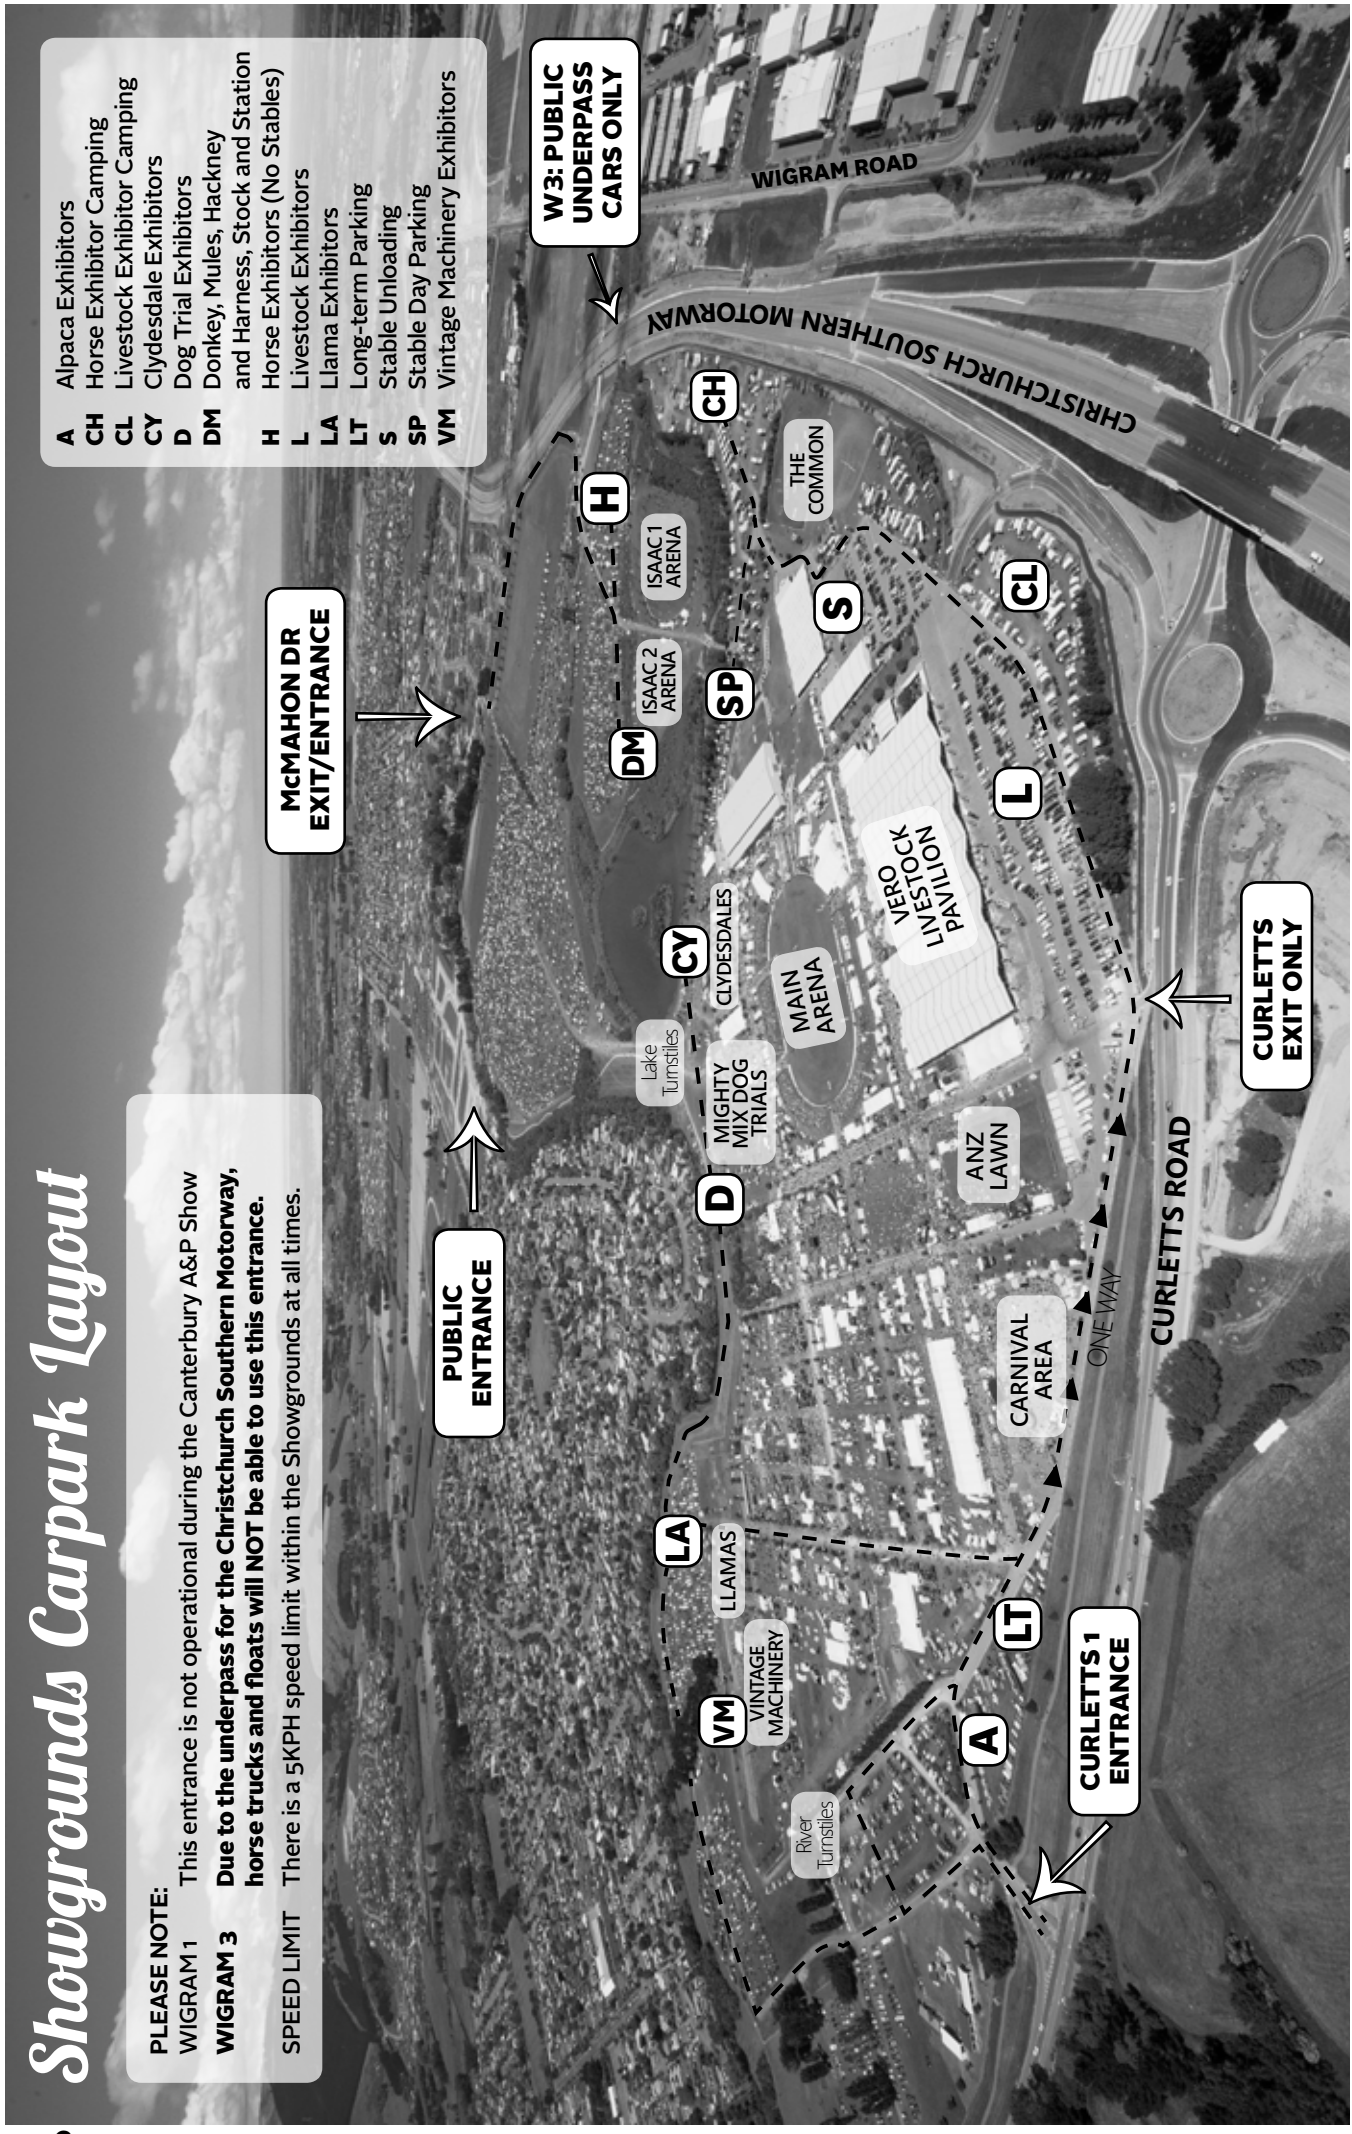 Showgrounds Carpark Layout
PLEASE NOTE:
WIGRAM 1 This entrance is not operational during the Canterbury A&P Show
WIGRAM 3 Due to the underpass for the Christchurch Southern Motorway,
horse trucks and floats will NOT be able to use this entrance.
SPEED LIMIT There is a 5KPH speed limit within the Showgrounds at all times.
A Alpaca Exhibitors
CH Horse Exhibitor Camping
CL Livestock Exhibitor Camping
CY Clydesdale Exhibitors
D Dog Trial Exhibitors
DM Donkey, Mules, Hackney
and Harness, Stock and Station
H Horse Exhibitors (No Stables)
L Livestock Exhibitors
LA Llama Exhibitors
LT Long-term Parking
S Stable Unloading
SP Stable Day Parking
VM Vintage Machinery Exhibitors
McMAHON DR
EXIT/ENTRANCE
PUBLIC
ENTRANCE
W3: PUBLIC
UNDERPASS
CARS ONLY
WIGRAM ROAD
CHRISTCHURCH SOUTHERN MOTORWAY
H
ISAAC 1
ARENA
DM
ISAAC 2
ARENA
CH
THE
COMMON
SP
S
CL
L
CY
CLYDESDALES
Lake
Turnstiles
MIGHTY
MIX DOG
TRIALS
MAIN
ARENA
VERO
LIVESTOCK
PAVILION
D
ANZ
LAWN
LA
LLAMAS
CARNIVAL
AREA
ONE WAY
VM
VINTAGE
MACHINERY
LT
River
Turnstiles
A
CURLETTS 1
ENTRANCE
CURLETTS ROAD
CURLETTS
EXIT ONLY